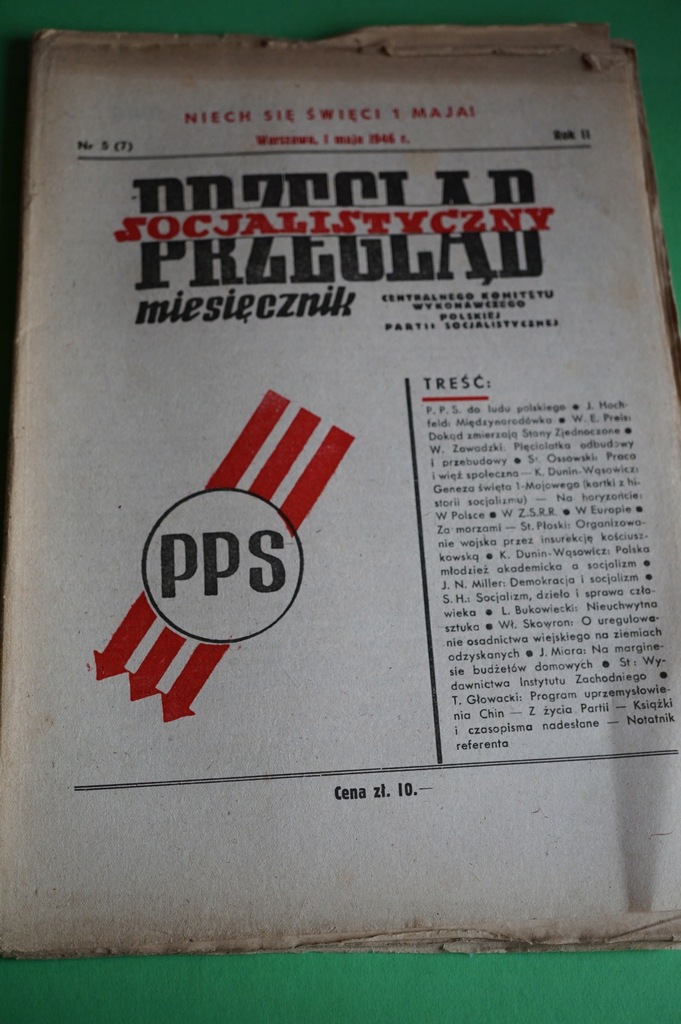 NIECH SIĘ ŚWIĘCI 1 MAJA!
Nr 5 (7)
Warszawa, 1 maja 1946 r.
Rok II
PRZEGLĄD
SOCJALISTYCZNY
miesięcznik
CENTRALNEGO KOMITETU
WYKONAWCZEGO
POLSKIEJ
PARTII SOCJALISTYCZNEJ
PPS
TREŚĆ:
P. P. S. do ludu polskiego ● J. Hoch-
feld: Międzynarodówka ● W. E. Preis:
Dokąd zmierzają Stany Zjednoczone ●
W. Zawadzki: Pięciolatka odbudowy
i przebudowy ● St. Ossowski: Praca
i więź społeczna — K. Dunin-Wąsowicz:
Geneza święta 1-Majowego (kartki z hi-
storii socjalizmu) — Na horyzoncie:
W Polsce ● W Z.S.R.R. ● W Europie ●
Za morzami — St. Płoski: Organizowa-
nie wojska przez insurekcję kościusz-
kowską ● K. Dunin-Wąsowicz: Polska
młodzież akademicka a socjalizm ●
J. N. Miller: Demokracja i socjalizm ●
S. H.: Socjalizm, dzieło i sprawa czło-
wieka ● L. Bukowiecki: Nieuchwytna
sztuka ● Wł. Skowron: O uregulowa-
nie osadnictwa wiejskiego na ziemiach
odzyskanych ● J. Miara: Na margine-
sie budżetów domowych ● St: Wy-
dawnictwa Instytutu Zachodniego ●
T. Głowacki: Program uprzemysłowie-
nia Chin — Z życia Partii — Książki
i czasopisma nadesłane — Notatnik
referenta
Cena zł. 10.—